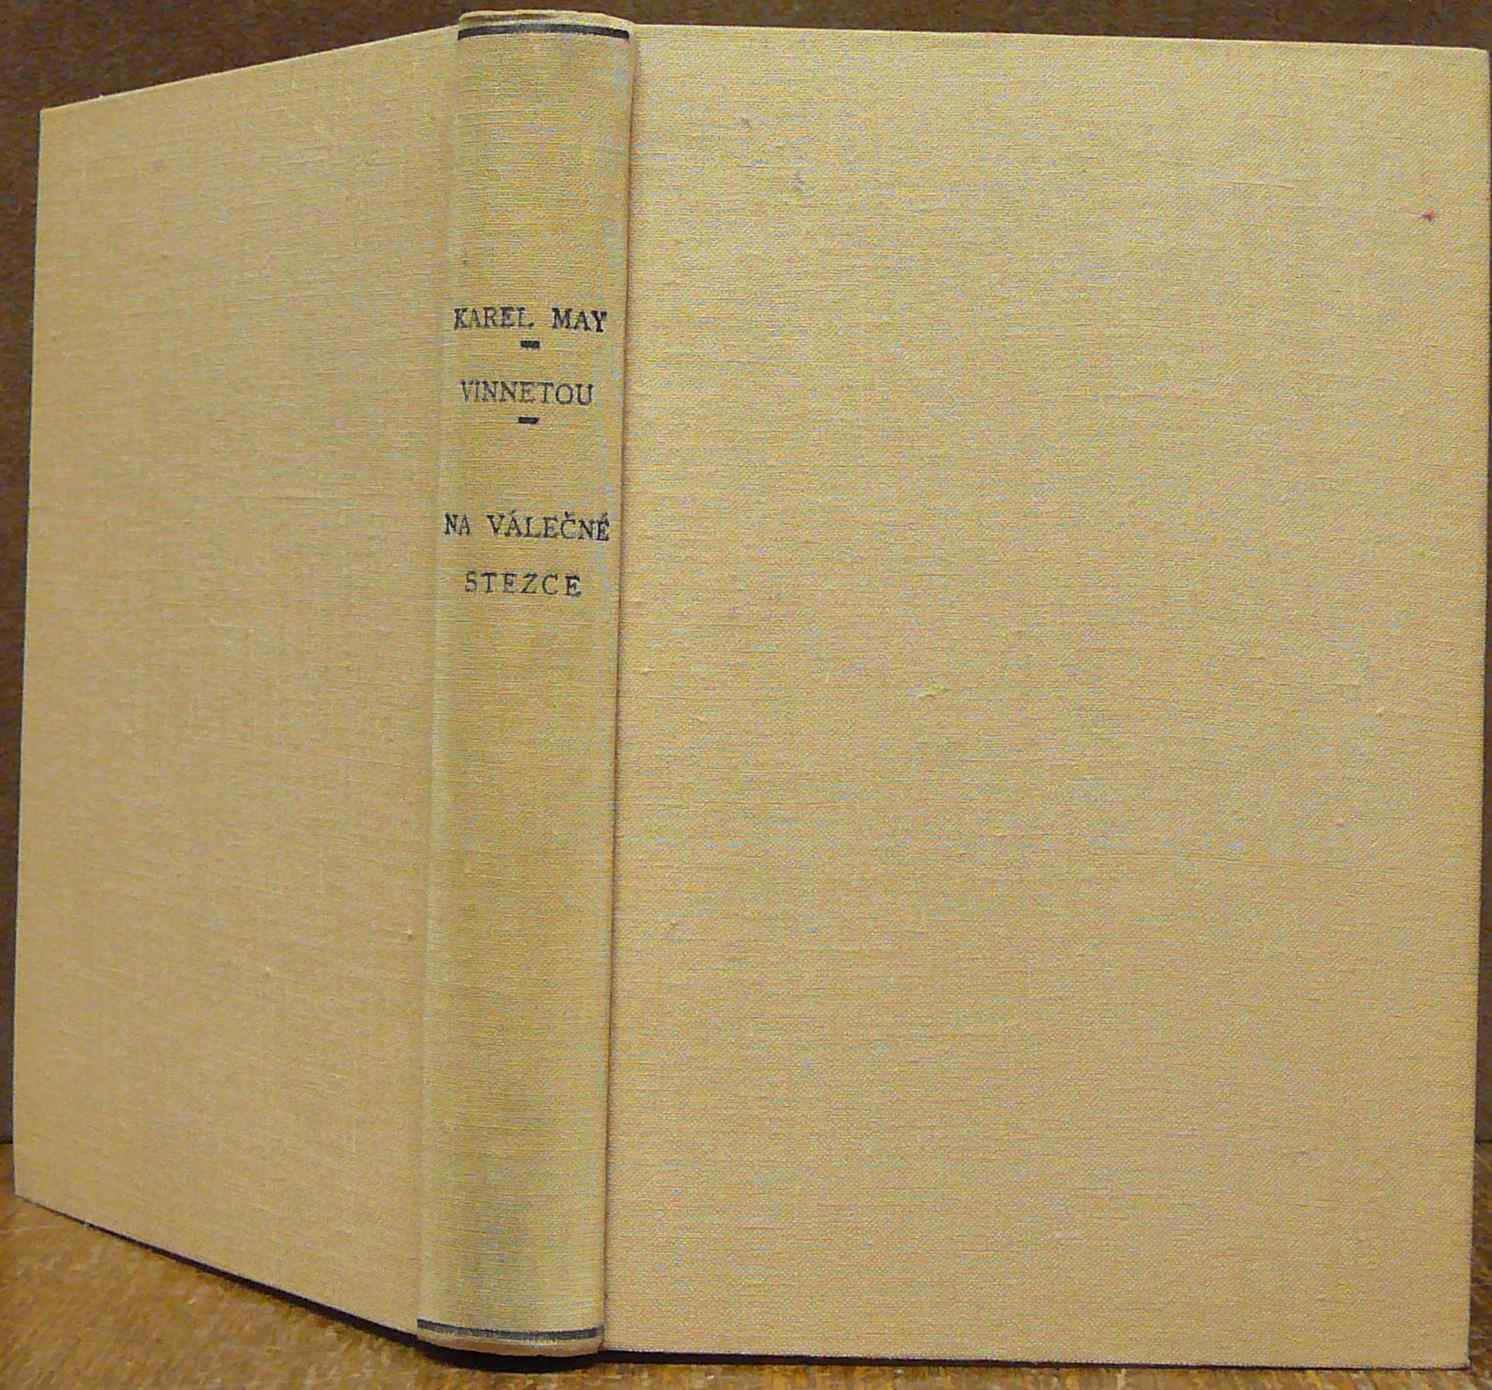 KAREL MAY
VINNETOU
NA VÁLEČNÉ
STEZCE